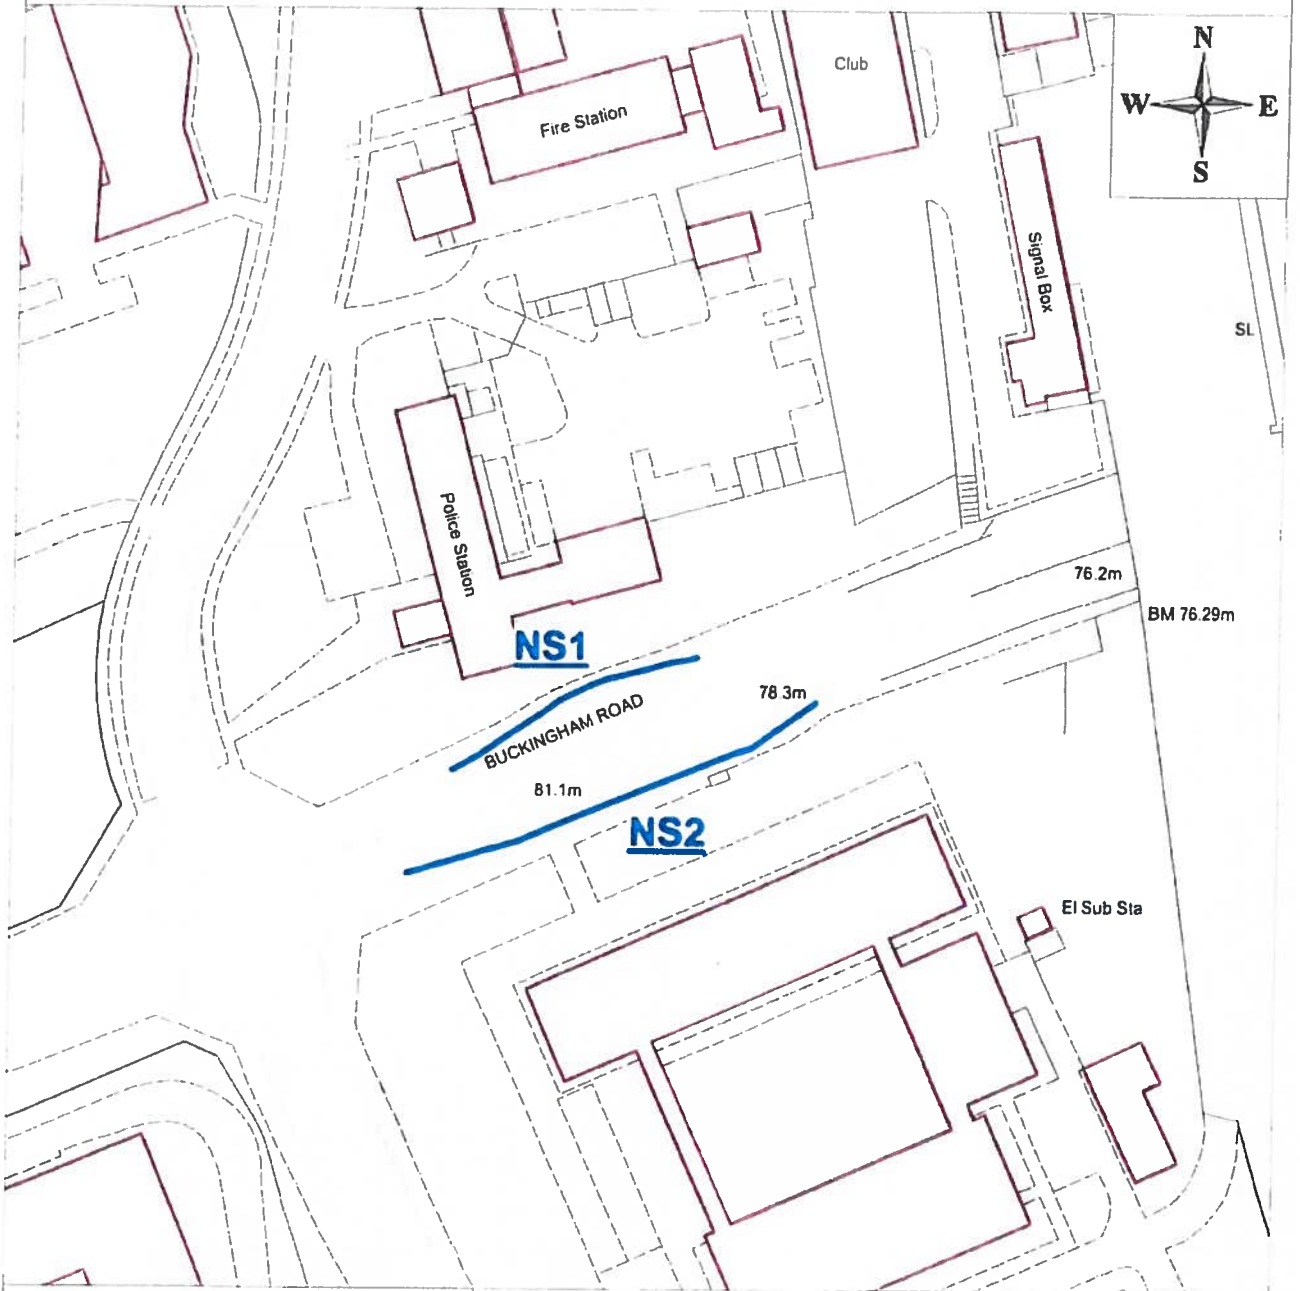 N
W E
S
Club
Fire Station
Signal Box
SL
Police Station
76.2m
BM 76.29m
NS1
78.3m
BUCKINGHAM ROAD
81.1m
NS2
El Sub Sta